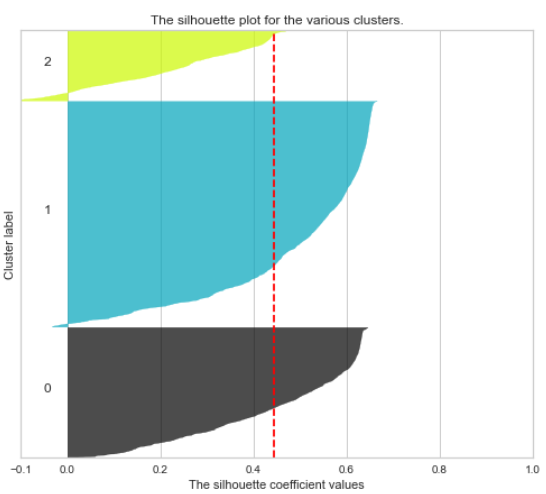 The silhouette plot for the various clusters.
2
1
0
Cluster label
−0.1 0.0 0.2 0.4 0.6 0.8 1.0
The silhouette coefficient values